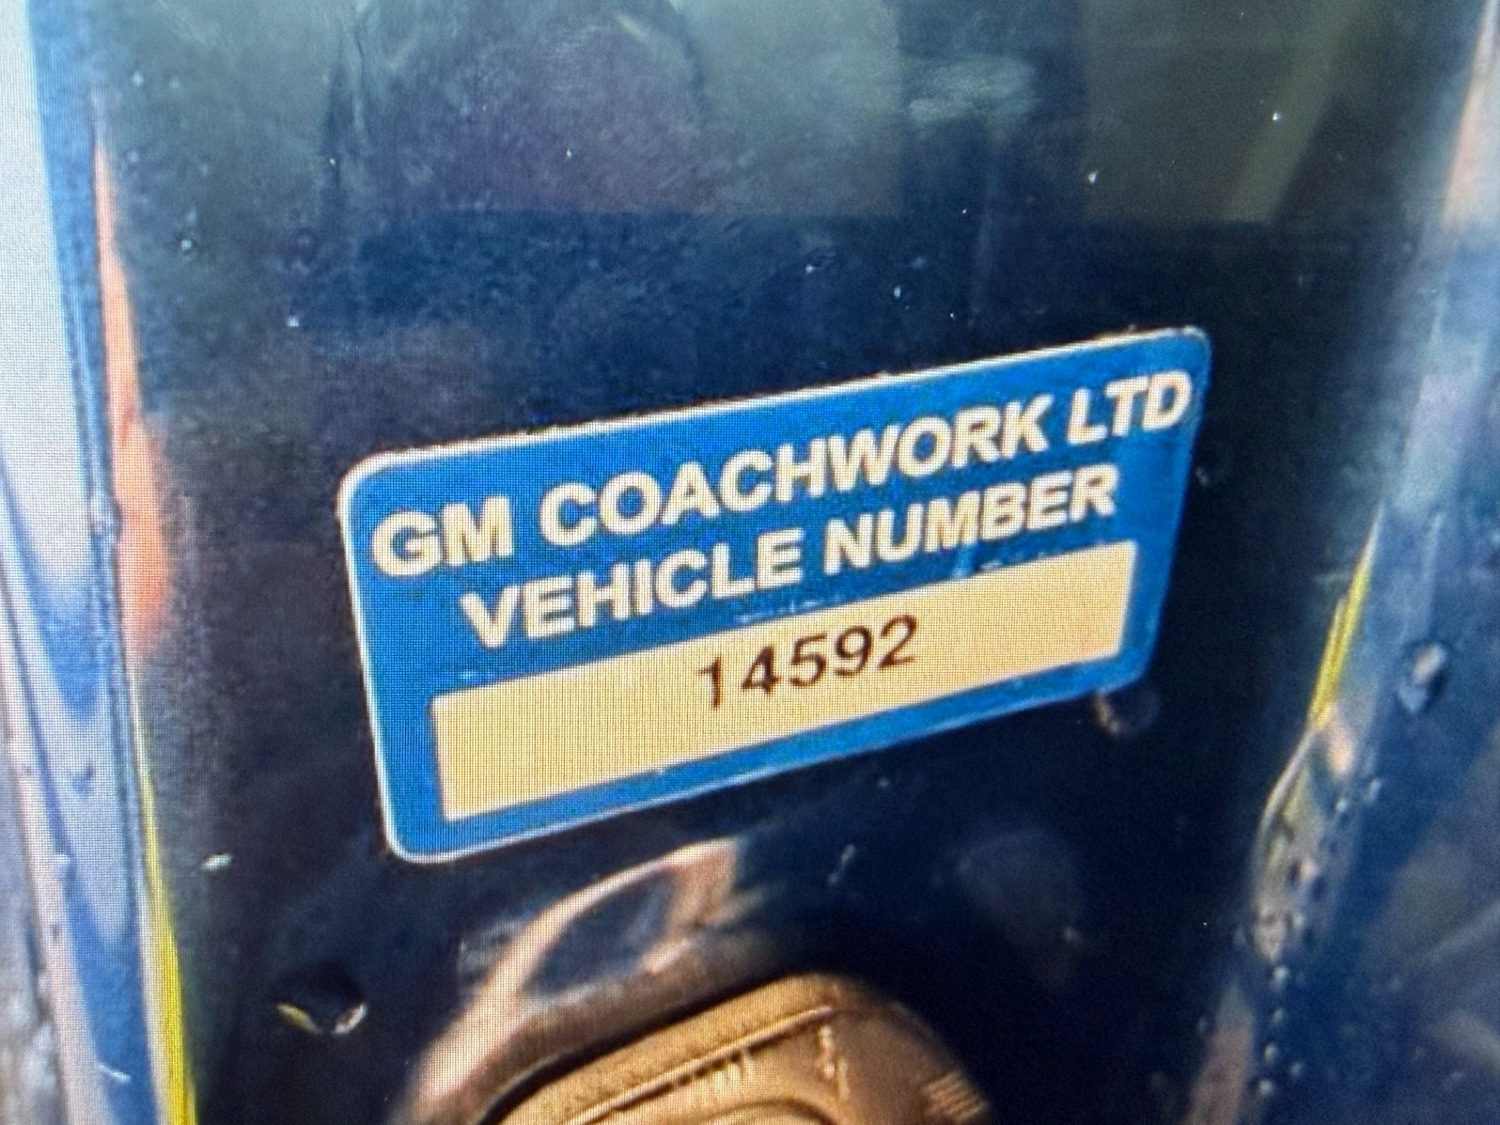 GM COACHWORK LTD
VEHICLE NUMBER
14592